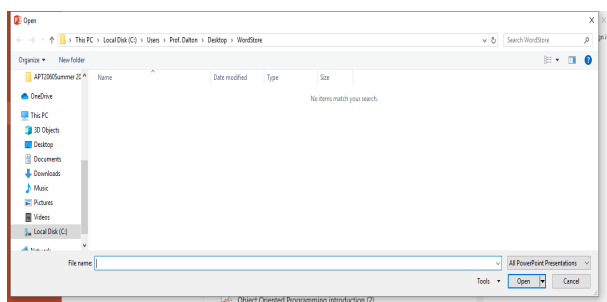 Open
This PC › Local Disk (C:) › Users › Prof. Dalton › Desktop › WordStore
Search WordStore
Organize
New folder
APT2060Summer 20
Name
Date modified
Type
Size
No items match your search.
OneDrive
This PC
3D Objects
Desktop
Documents
Downloads
Music
Pictures
Videos
Local Disk (C:)
File name:
All PowerPoint Presentations
Tools
Open
Cancel
Object Oriented Programming introduction (2)